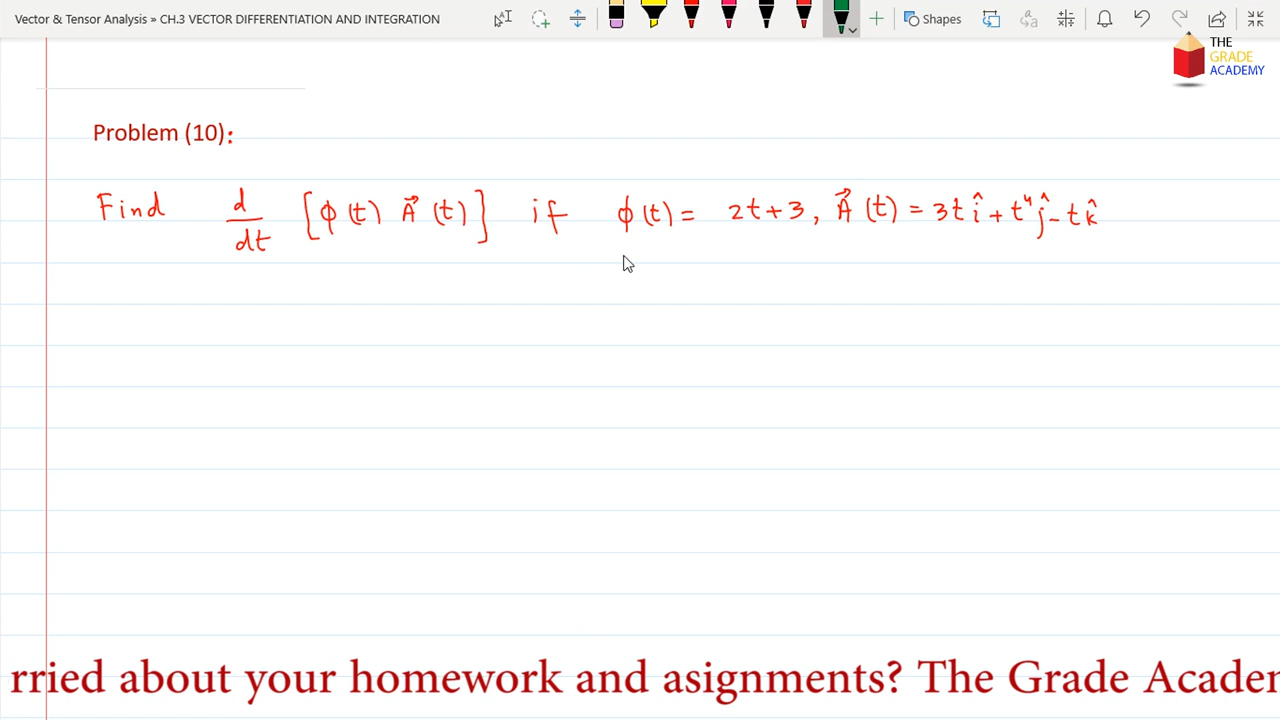 Vector & Tensor Analysis » CH.3 VECTOR DIFFERENTIATION AND INTEGRATION
Shapes
THE
GRADE
ACADEMY
Problem (10):
Find d/dt [ϕ(t) A⃗(t)] if ϕ(t) = 2t+3, A⃗(t) = 3t î + t⁴ ĵ - t k̂
rried about your homework and asignments? The Grade Acader